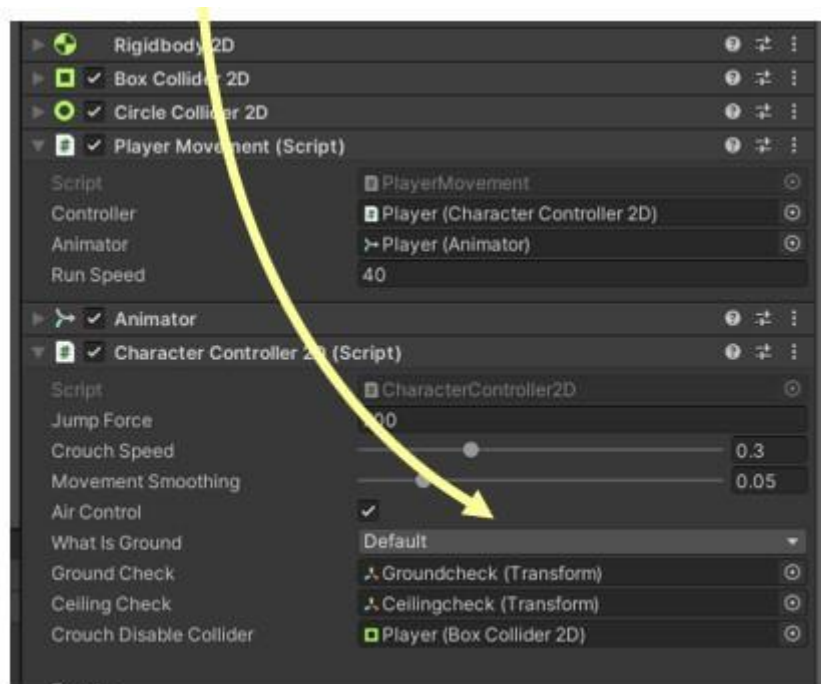 Rigidbody 2D
Box Collider 2D
Circle Collider 2D
Player Movement (Script)
Script PlayerMovement
Controller Player (Character Controller 2D)
Animator Player (Animator)
Run Speed 40
Animator
Character Controller 2D (Script)
Script CharacterController2D
Jump Force
Crouch Speed 0.3
Movement Smoothing 0.05
Air Control
What Is Ground Default
Ground Check Groundcheck (Transform)
Ceiling Check Ceilingcheck (Transform)
Crouch Disable Collider Player (Box Collider 2D)